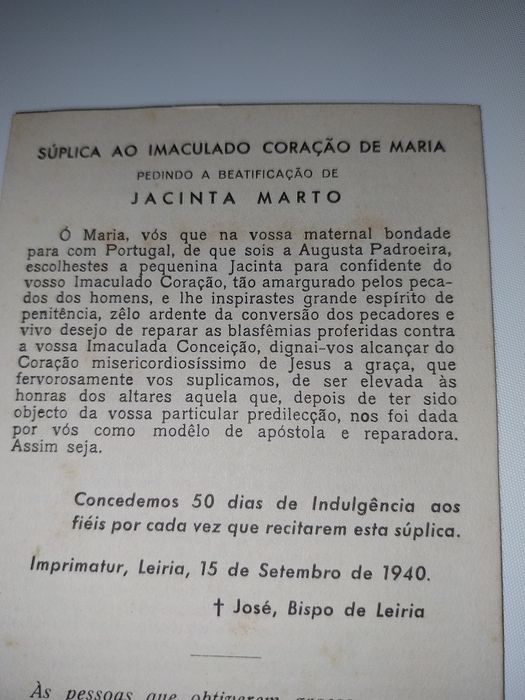 SÚPLICA AO IMACULADO CORAÇÃO DE MARIA
PEDINDO A BEATIFICAÇÃO DE
JACINTA MARTO
Ó Maria, vós que na vossa maternal bondade
para com Portugal, de que sois a Augusta Padroeira,
escolhestes a pequenina Jacinta para confidente do
vosso Imaculado Coração, tão amargurado pelos peca-
dos dos homens, e lhe inspirastes grande espírito de
penitência, zêlo ardente da conversão dos pecadores e
vivo desejo de reparar as blasfêmias proferidas contra
a vossa Imaculada Conceição, dignai-vos alcançar do
Coração misericordiosíssimo de Jesus a graça, que
fervorosamente vos suplicamos, de ser elevada às
honras dos altares aquela que, depois de ter sido
objecto da vossa particular predilecção, nos foi dada
por vós como modêlo de apóstola e reparadora.
Assim seja.
Concedemos 50 dias de Indulgência aos
fiéis por cada vez que recitarem esta súplica.
Imprimatur, Leiria, 15 de Setembro de 1940.
† José, Bispo de Leiria
Às pessoas que obtiverem